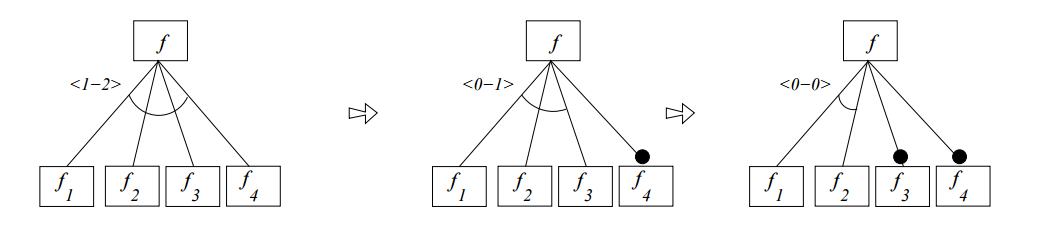 f f f
<1−2> <0−1> <0−0>
f1 f2 f3 f4 f1 f2 f3 f4 f1 f2 f3 f4